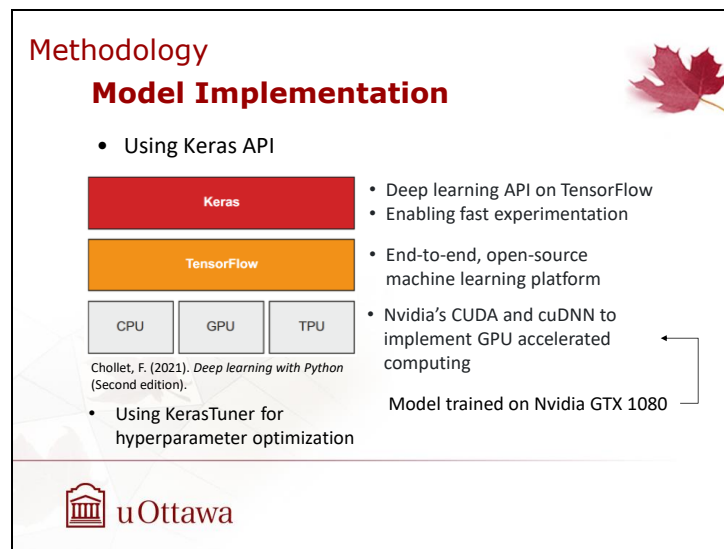 Methodology
Model Implementation
• Using Keras API
Keras
TensorFlow
CPU GPU TPU
Chollet, F. (2021). Deep learning with Python
(Second edition).
• Using KerasTuner for
hyperparameter optimization
• Deep learning API on TensorFlow
• Enabling fast experimentation
• End-to-end, open-source
machine learning platform
• Nvidia's CUDA and cuDNN to
implement GPU accelerated
computing
Model trained on Nvidia GTX 1080
uOttawa